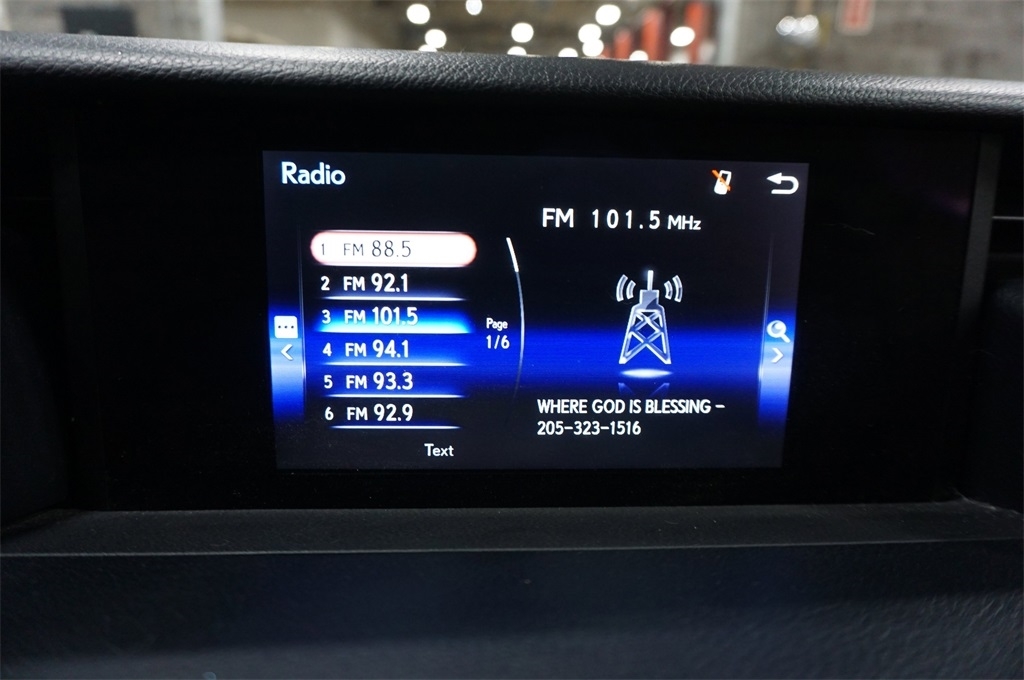 Radio
FM 101.5 MHz
1 FM 88.5
2 FM 92.1
3 FM 101.5
4 FM 94.1
5 FM 93.3
6 FM 92.9
Page
1/6
WHERE GOD IS BLESSING -
205-323-1516
Text